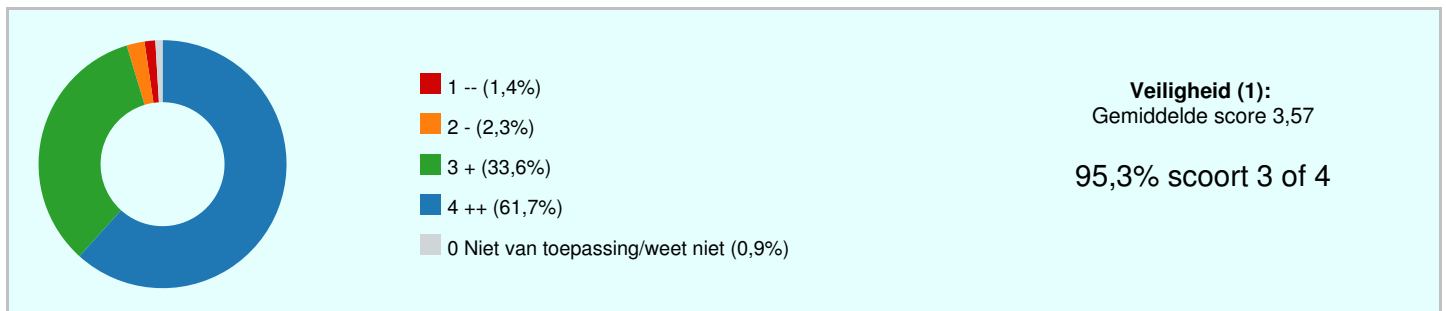 1 -- (1,4%)
2 - (2,3%)
3 + (33,6%)
4 ++ (61,7%)
0 Niet van toepassing/weet niet (0,9%)
Veiligheid (1):
Gemiddelde score 3,57
95,3% scoort 3 of 4